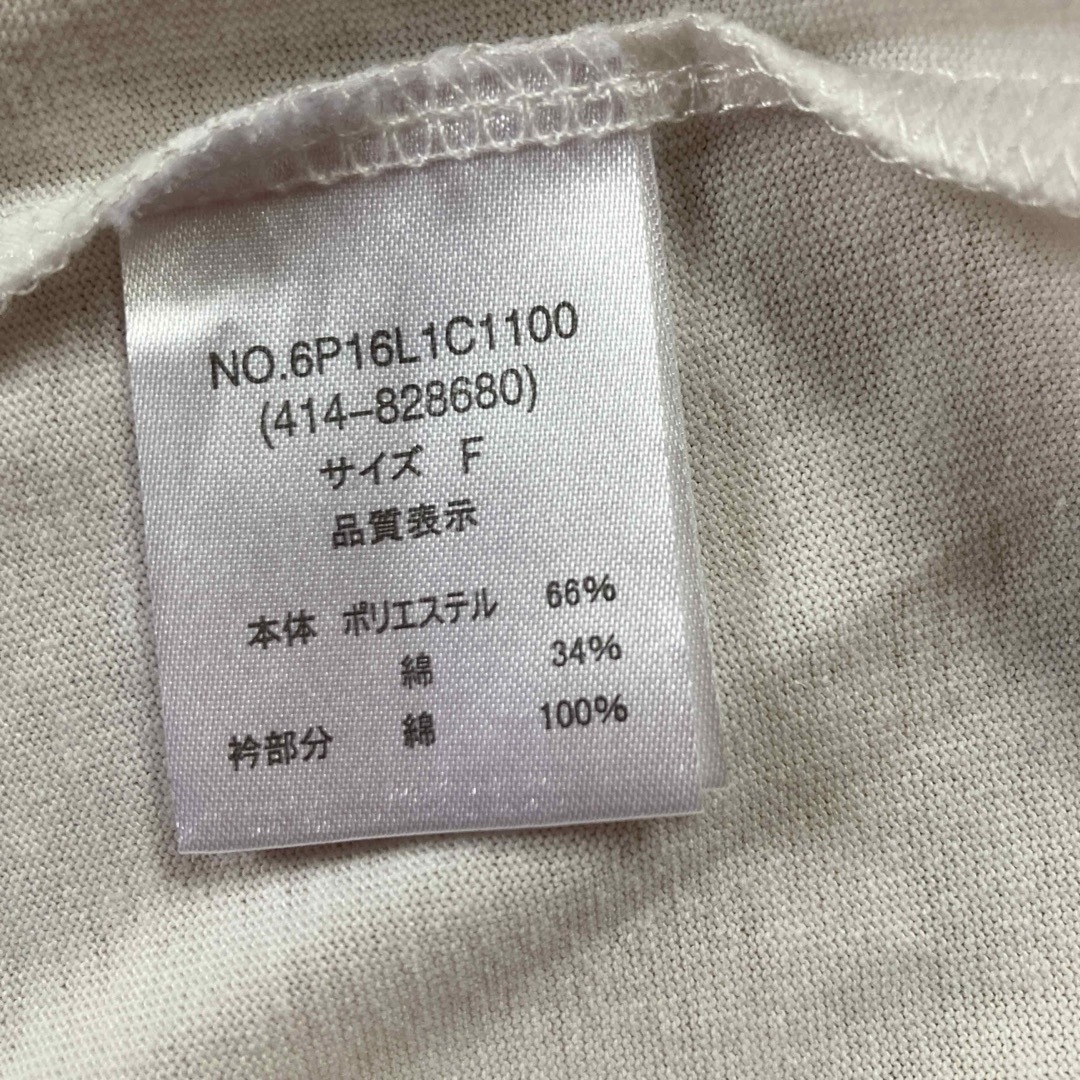 NO.6P16L1C1100
(414-828680)
サイズ F
品質表示
本体 ポリエステル 66%
綿 34%
衿部分 綿 100%